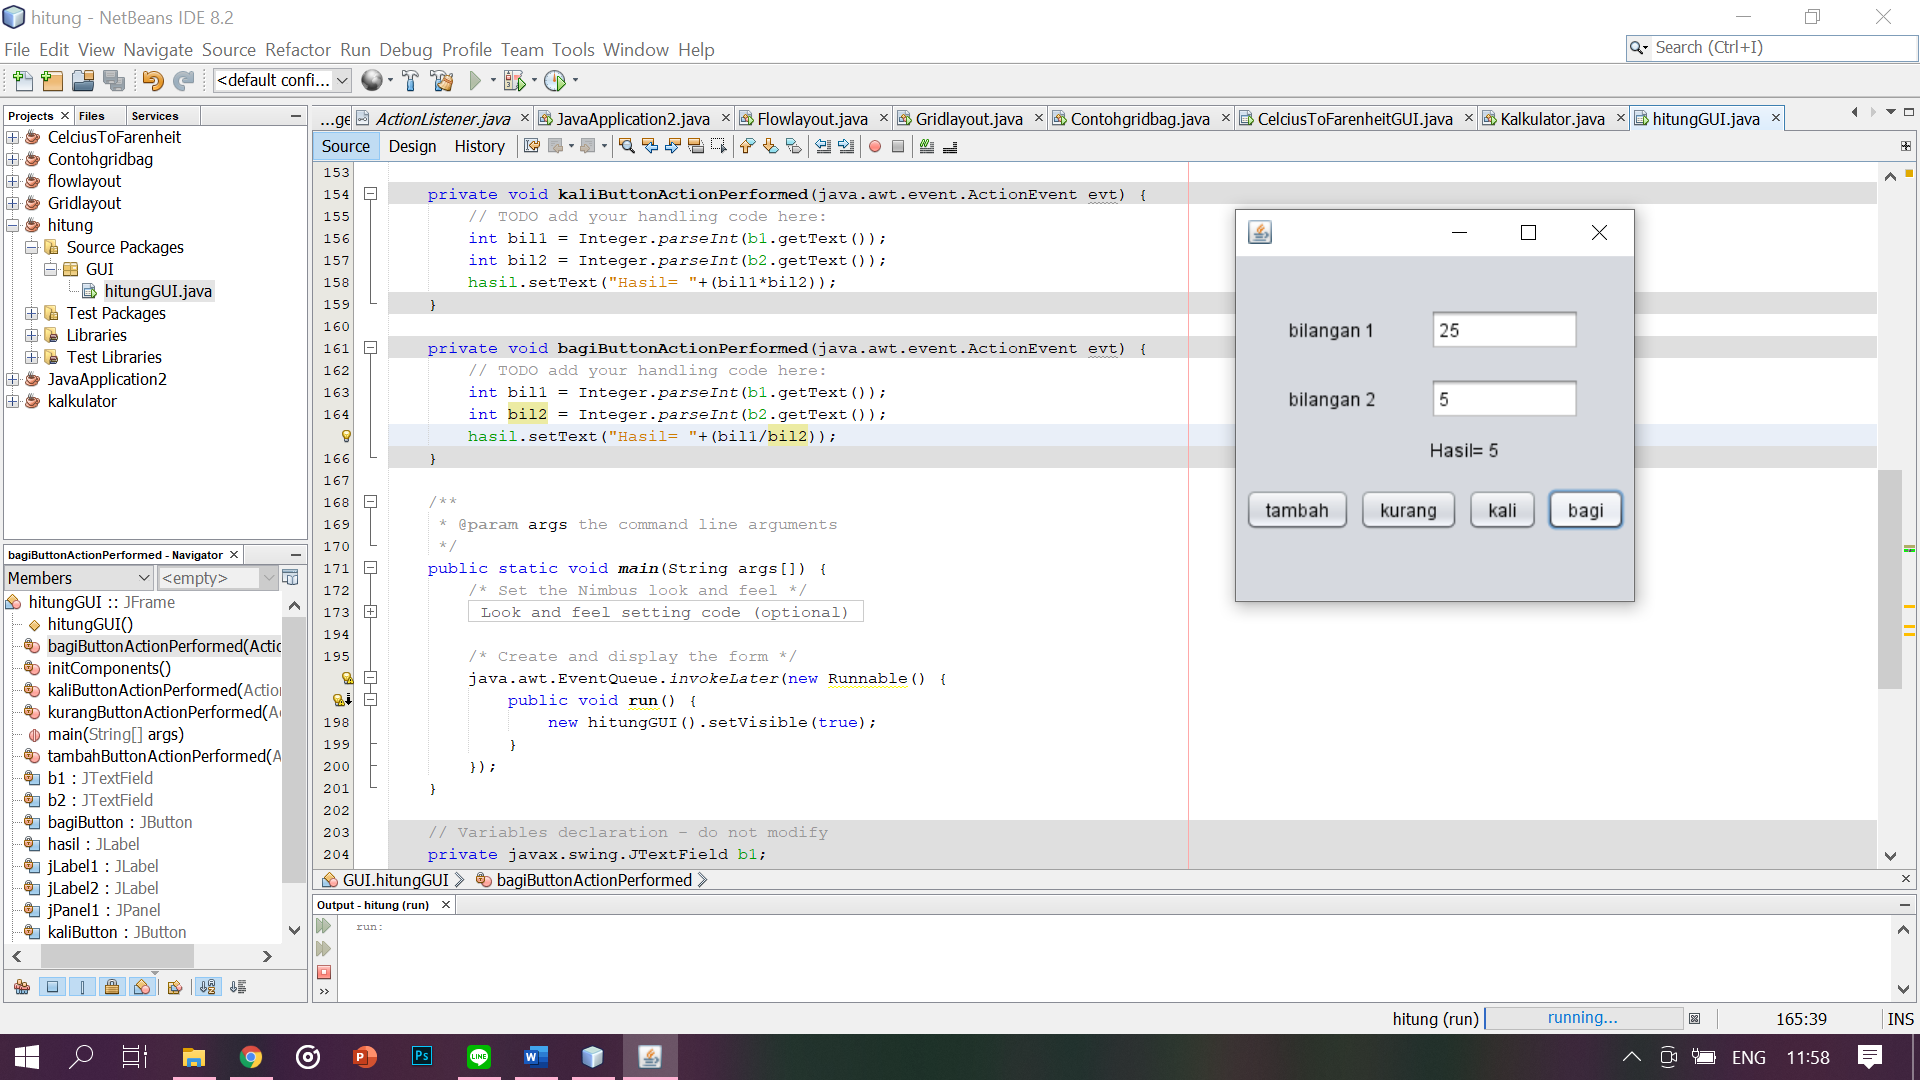 hitung - NetBeans IDE 8.2
File Edit View Navigate Source Refactor Run Debug Profile Team Tools Window Help
Search (Ctrl+I)
<default confi...
Projects Files Services
CelciusToFarenheit
Contohgridbag
flowlayout
Gridlayout
hitung
Source Packages
GUI
hitungGUI.java
Test Packages
Libraries
Test Libraries
JavaApplication2
kalkulator
bagiButtonActionPerformed - Navigator
Members <empty>
hitungGUI :: JFrame
hitungGUI()
bagiButtonActionPerformed(Actic
initComponents()
kaliButtonActionPerformed(Action
kurangButtonActionPerformed(A
main(String[] args)
tambahButtonActionPerformed(A
b1 : JTextField
b2 : JTextField
bagiButton : JButton
hasil : JLabel
jLabel1 : JLabel
jLabel2 : JLabel
jPanel1 : JPanel
kaliButton : JButton
...ge ActionListener.java JavaApplication2.java Flowlayout.java Gridlayout.java Contohgridbag.java CelciusToFarenheitGUI.java Kalkulator.java hitungGUI.java
Source Design History
153
154 private void kaliButtonActionPerformed(java.awt.event.ActionEvent evt) {
155 // TODO add your handling code here:
156 int bil1 = Integer.parseInt(b1.getText());
157 int bil2 = Integer.parseInt(b2.getText());
158 hasil.setText("Hasil= "+(bil1*bil2));
159 }
160
161 private void bagiButtonActionPerformed(java.awt.event.ActionEvent evt) {
162 // TODO add your handling code here:
163 int bil1 = Integer.parseInt(b1.getText());
164 int bil2 = Integer.parseInt(b2.getText());
hasil.setText("Hasil= "+(bil1/bil2));
166 }
167
168 /**
169 * @param args the command line arguments
170 */
171 public static void main(String args[]) {
172 /* Set the Nimbus look and feel */
173 Look and feel setting code (optional)
194
195 /* Create and display the form */
java.awt.EventQueue.invokeLater(new Runnable() {
public void run() {
198 new hitungGUI().setVisible(true);
199 }
200 });
201 }
202
203 // Variables declaration - do not modify
204 private javax.swing.JTextField b1;
GUI.hitungGUI bagiButtonActionPerformed
bilangan 1 25
bilangan 2 5
Hasil= 5
tambah kurang kali bagi
Output - hitung (run)
run:
hitung (run) running... 165:39 INS
ENG 11:58